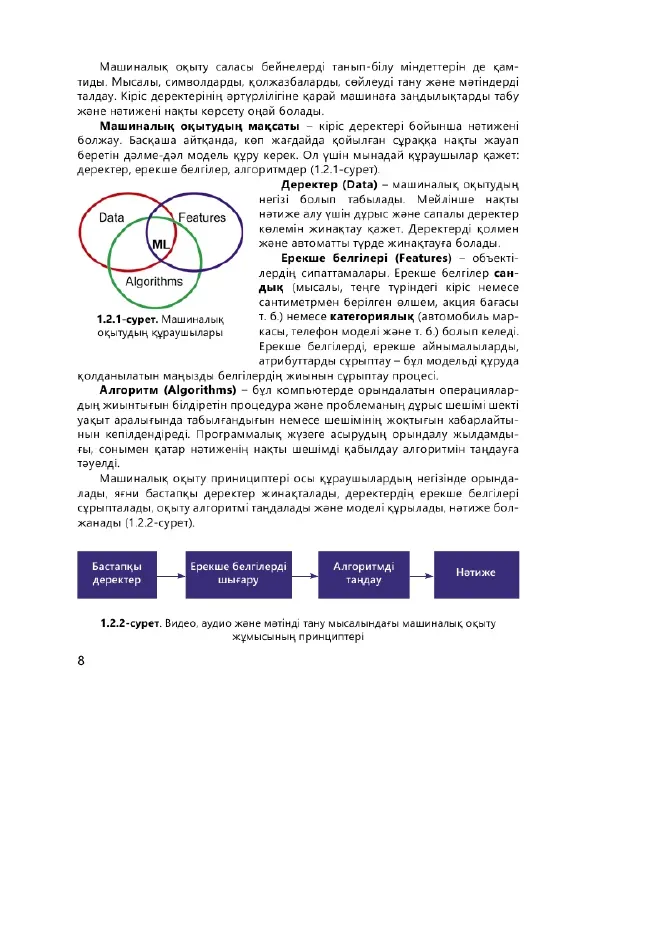 Машиналық оқыту саласы бейнелерді танып-білу міндеттерін де қам-
тиды. Мысалы, символдарды, қолжазбаларды, сөйлеуді тану және мәтіндерді
талдау. Кіріс деректерінің әртүрлілігіне қарай машинаға заңдылықтарды табу
және нәтижені нақты көрсету оңай болады.
Машиналық оқытудың мақсаты – кіріс деректері бойынша нәтижені
болжау. Басқаша айтқанда, көп жағдайда қойылған сұраққа нақты жауап
беретін дәлме-дәл модель құру керек. Ол үшін мынадай құраушылар қажет:
деректер, ерекше белгілер, алгоритмдер (1.2.1-сурет).
Data
Features
ML
Algorithms
1.2.1-сурет. Машиналық
оқытудың құраушылары
Деректер (Data) – машиналық оқытудың
негізі болып табылады. Мейлінше нақты
нәтиже алу үшін дұрыс және сапалы деректер
көлемін жинақтау қажет. Деректерді қолмен
және автоматты түрде жинақтауға болады.
Ерекше белгілері (Features) – объекті-
лердің сипаттамалары. Ерекше белгілер сан-
дық (мысалы, теңге түріндегі кіріс немесе
сантиметрмен берілген өлшем, акция бағасы
т. б.) немесе категориялық (автомобиль мар-
касы, телефон моделі және т. б.) болып келеді.
Ерекше белгілерді, ерекше айнымалыларды,
атрибуттарды сұрыптау – бұл модельді құруда
қолданылатын маңызды белгілердің жиынын сұрыптау процесі.
Алгоритм (Algorithms) – бұл компьютерде орындалатын операциялар-
дың жиынтығын білдіретін процедура және проблеманың дұрыс шешімі шекті
уақыт аралығында табылғандығын немесе шешімінің жоқтығын хабарлайты-
нын кепілдендіреді. Программалық жүзеге асырудың орындалу жылдамды-
ғы, сонымен қатар нәтиженің нақты шешімді қабылдау алгоритмін таңдауға
тәуелді.
Машиналық оқыту принициптері осы құраушылардың негізінде орында-
лады, яғни бастапқы деректер жинақталады, деректердің ерекше белгілері
сұрыпталады, оқыту алгоритмі таңдалады және моделі құрылады, нәтиже бол-
жанады (1.2.2-сурет).
Бастапқы
деректер
Ерекше белгілерді
шығару
Алгоритмді
таңдау
Нәтиже
1.2.2-сурет. Видео, аудио және мәтінді тану мысалындағы машиналық оқыту
жұмысының принциптері
8